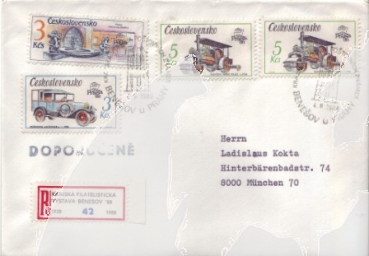 Československo
3
Kčs
Československo
5
Kčs
Československo
5
Kčs
Československo
3
Kčs
BENEŠOV U PRAHY
DOPORUČENĚ
Herrn
Ladislaus Kokta
Hinterbärenbadstr. 74
8000 München 70
R
FILATELISTICKÁ
VÝSTAVA BENEŠOV
42